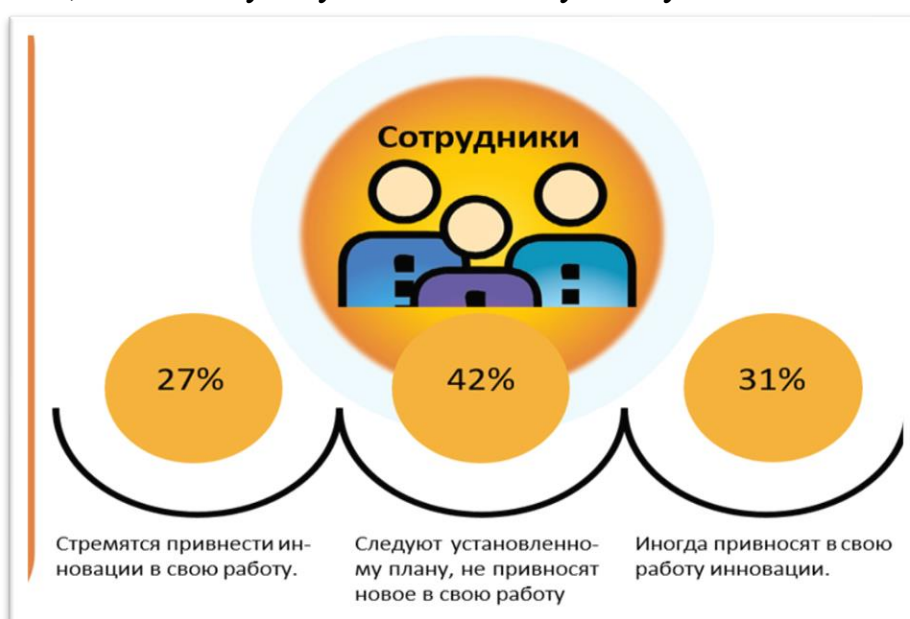 Сотрудники
27%
42%
31%
Стремятся привнести ин-
новации в свою работу.
Следуют установленно-
му плану, не привносят
новое в свою работу
Иногда привносят в свою
работу инновации.